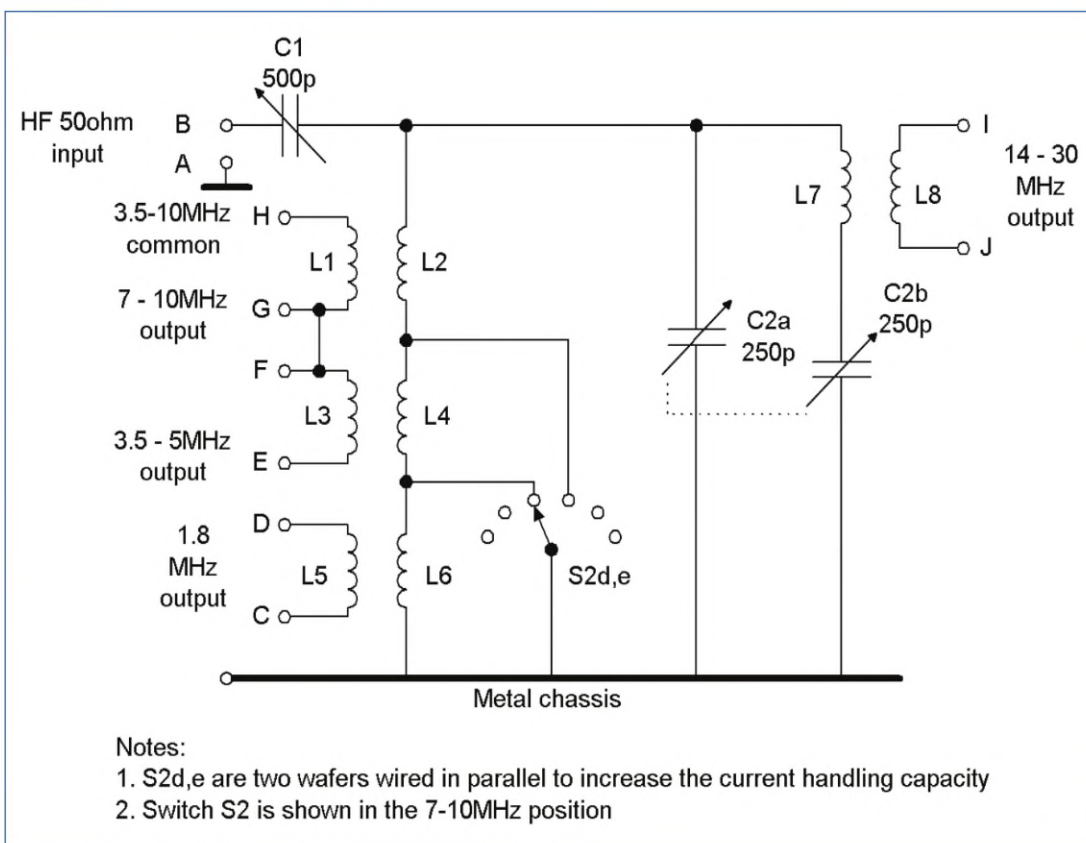 C1
500p
HF 50ohm
input
B
A
3.5-10MHz
common
H
7 - 10MHz
output
G
F
3.5 - 5MHz
output
E
D
1.8
MHz
output
C
L1
L2
L3
L4
L5
L6
S2d,e
C2a
250p
C2b
250p
L7
L8
I
14 - 30
MHz
output
J
Metal chassis
Notes:
1. S2d,e are two wafers wired in parallel to increase the current handling capacity
2. Switch S2 is shown in the 7-10MHz position